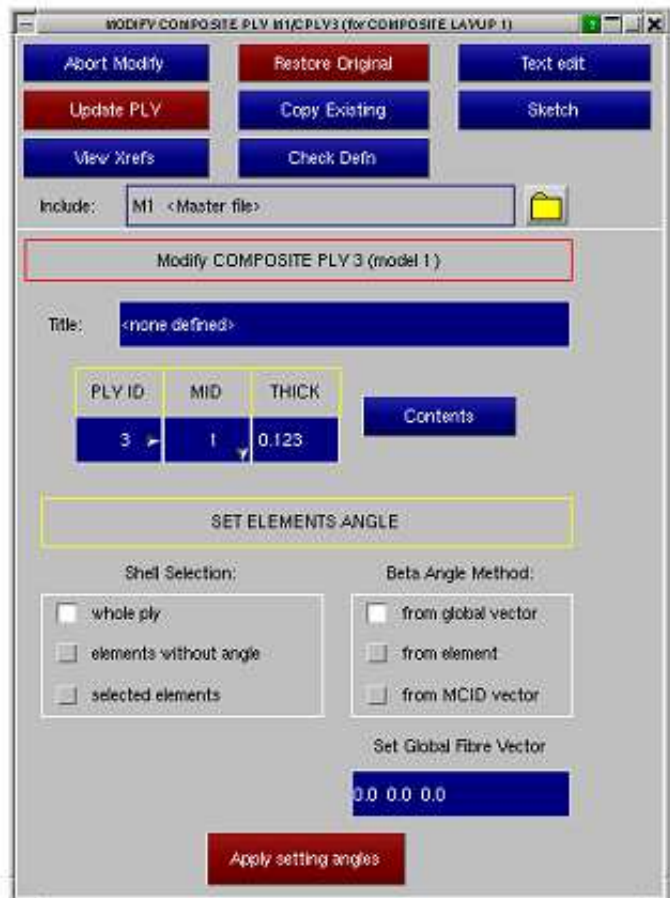 MODIFY COMPOSITE PLY M1/CPLY3 (for COMPOSITE LAYUP 1)
?
Abort Modify Restore Original Text edit
Update PLY Copy Existing Sketch
View Xrefs Check Defn
Include: M1 <Master file>
Modify COMPOSITE PLY 3 (model 1)
Title: <none defined>
PLY ID MID THICK
3 1 0.123
Contents
SET ELEMENTS ANGLE
Shell Selection: Beta Angle Method:
whole ply from global vector
elements without angle from element
selected elements from MCID vector
Set Global Fibre Vector
0.0 0.0 0.0
Apply setting angles